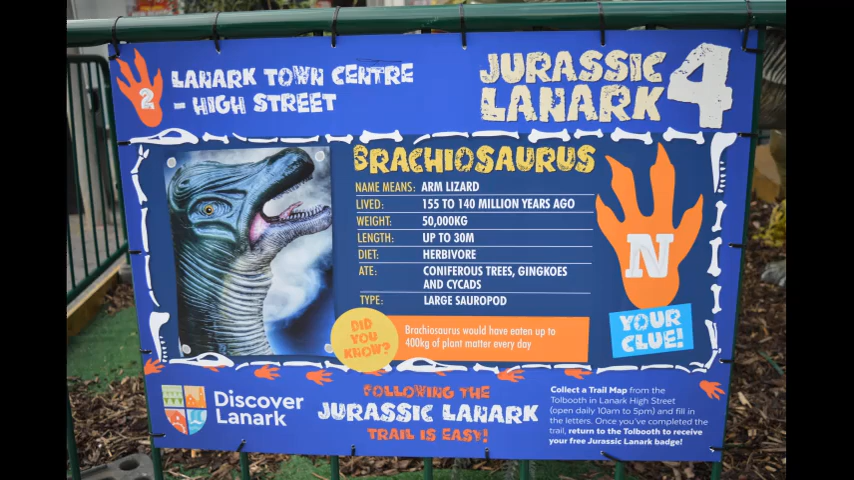 2
LANARK TOWN CENTRE
- HIGH STREET
JURASSIC
LANARK
4
BRACHIOSAURUS
NAME MEANS: ARM LIZARD
LIVED: 155 TO 140 MILLION YEARS AGO
WEIGHT: 50,000KG
LENGTH: UP TO 30M
DIET: HERBIVORE
ATE: CONIFEROUS TREES, GINGKOES
AND CYCADS
TYPE: LARGE SAUROPOD
N
YOUR
CLUE!
DID
YOU
KNOW?
Brachiosaurus would have eaten up to
400kg of plant matter every day
Discover
Lanark
FOLLOWING THE
JURASSIC LANARK
TRAIL IS EASY!
Collect a Trail Map from the
Tolbooth in Lanark High Street
(open daily 10am to 5pm) and fill in
the letters. Once you've completed the
trail, return to the Tolbooth to receive
your free Jurassic Lanark badge!